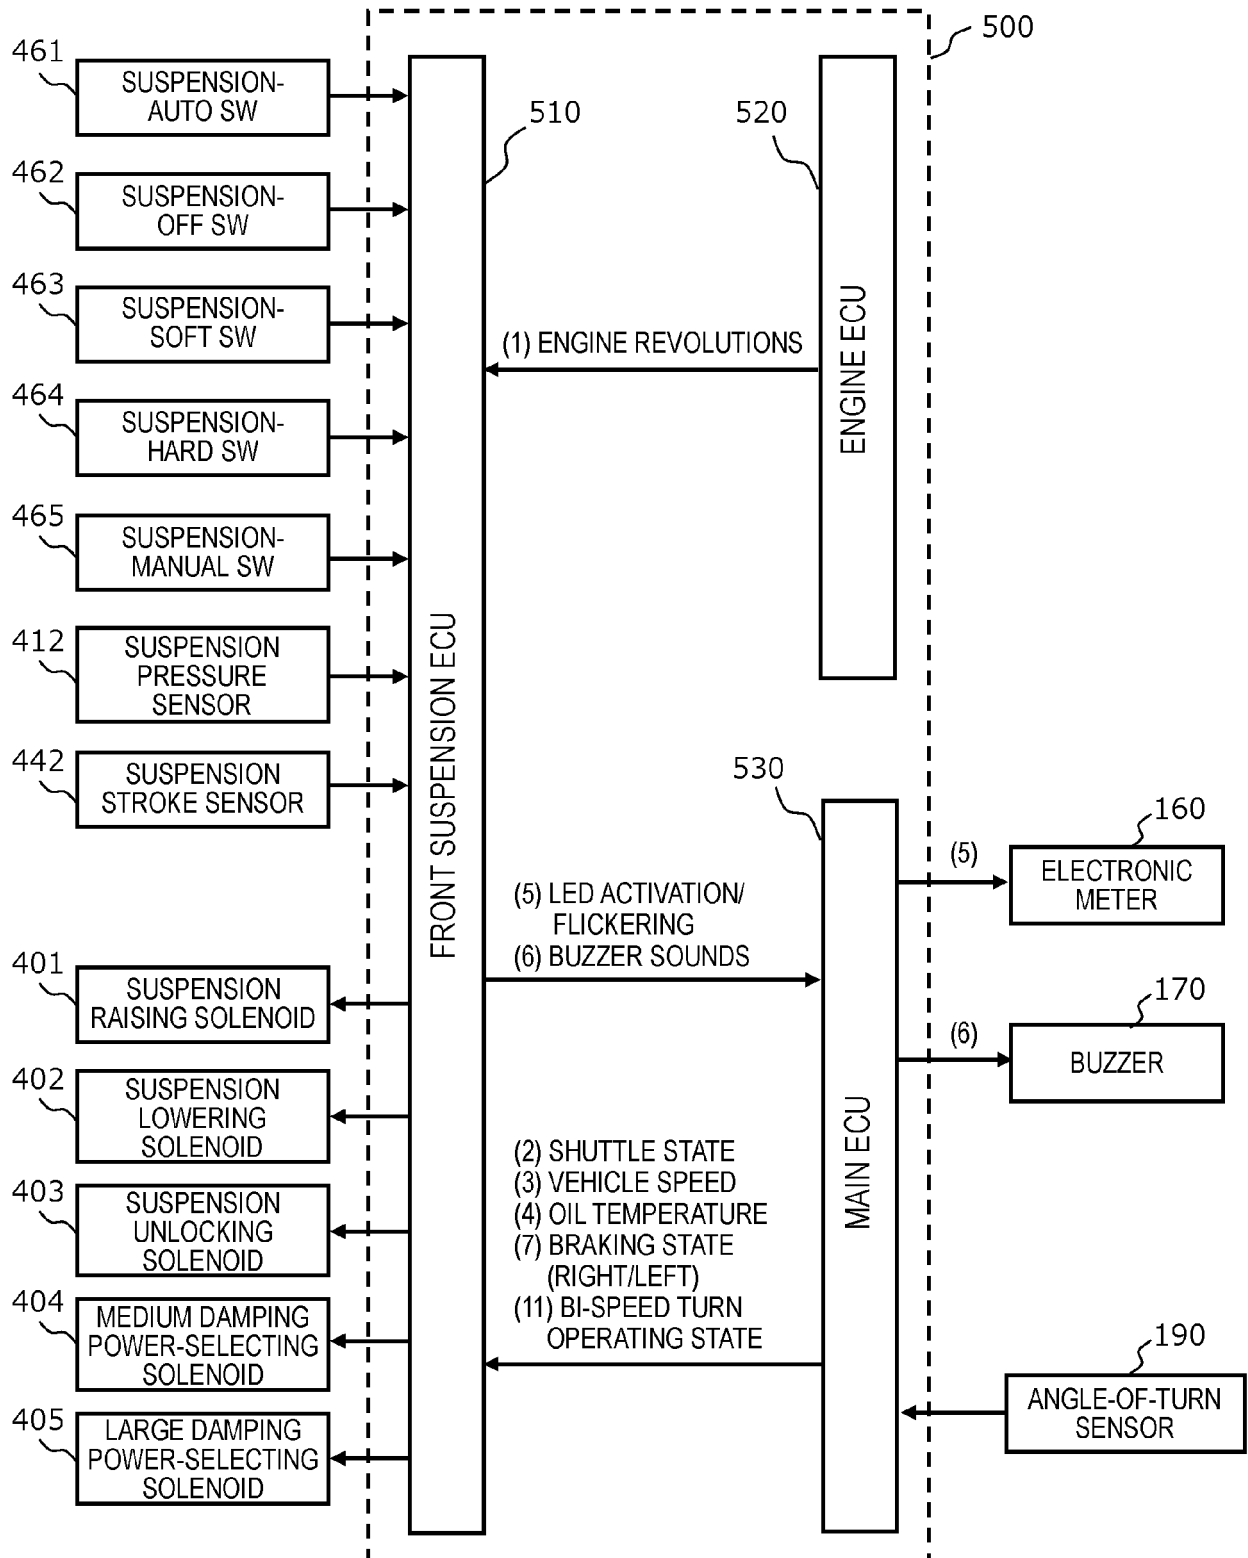 500
461
SUSPENSION-
AUTO SW
510
520
462
SUSPENSION-
OFF SW
463
SUSPENSION-
SOFT SW
(1) ENGINE REVOLUTIONS
ENGINE ECU
464
SUSPENSION-
HARD SW
465
SUSPENSION-
MANUAL SW
412
SUSPENSION
PRESSURE
SENSOR
FRONT SUSPENSION ECU
442
SUSPENSION
STROKE SENSOR
530
160
(5)
ELECTRONIC
METER
(5) LED ACTIVATION/
FLICKERING
(6) BUZZER SOUNDS
401
SUSPENSION
RAISING SOLENOID
170
(6)
BUZZER
402
SUSPENSION
LOWERING
SOLENOID
MAIN ECU
(2) SHUTTLE STATE
(3) VEHICLE SPEED
(4) OIL TEMPERATURE
(7) BRAKING STATE
(RIGHT/LEFT)
(11) BI-SPEED TURN
OPERATING STATE
403
SUSPENSION
UNLOCKING
SOLENOID
404
MEDIUM DAMPING
POWER-SELECTING
SOLENOID
190
ANGLE-OF-TURN
SENSOR
405
LARGE DAMPING
POWER-SELECTING
SOLENOID